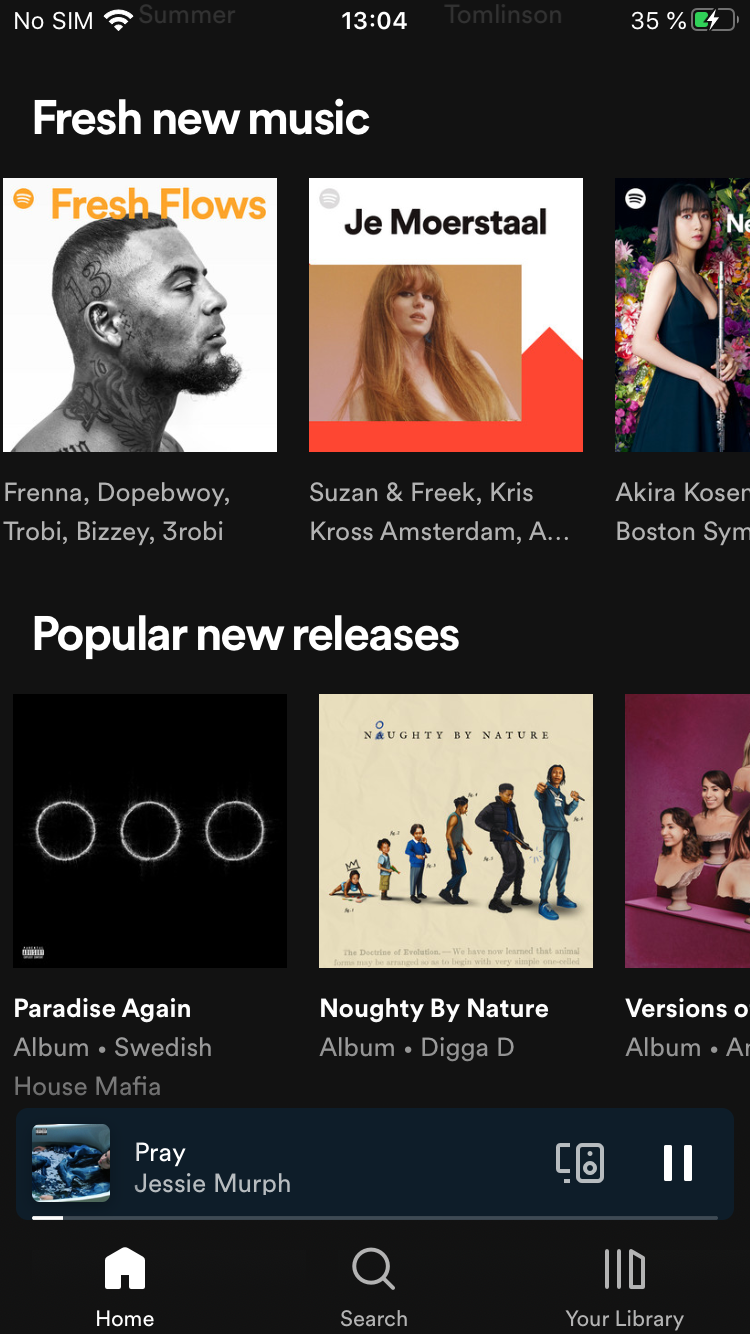 Summer
Tomlinson
No SIM
13:04
35 %
Fresh new music
Fresh Flows
13
Je Moerstaal
Ne
Frenna, Dopebwoy,
Trobi, Bizzey, 3robi
Suzan & Freek, Kris
Kross Amsterdam, A...
Akira Kosem
Boston Sym
Popular new releases
NOUGHTY BY NATURE
The Doctrine of Evolution. — We have now learned that animal
forms may be arranged so as to begin with very simple one-celled
Paradise Again
Album • Swedish
House Mafia
Noughty By Nature
Album • Digga D
Versions o
Album • Ar
Pray
Jessie Murph
Home
Search
Your Library